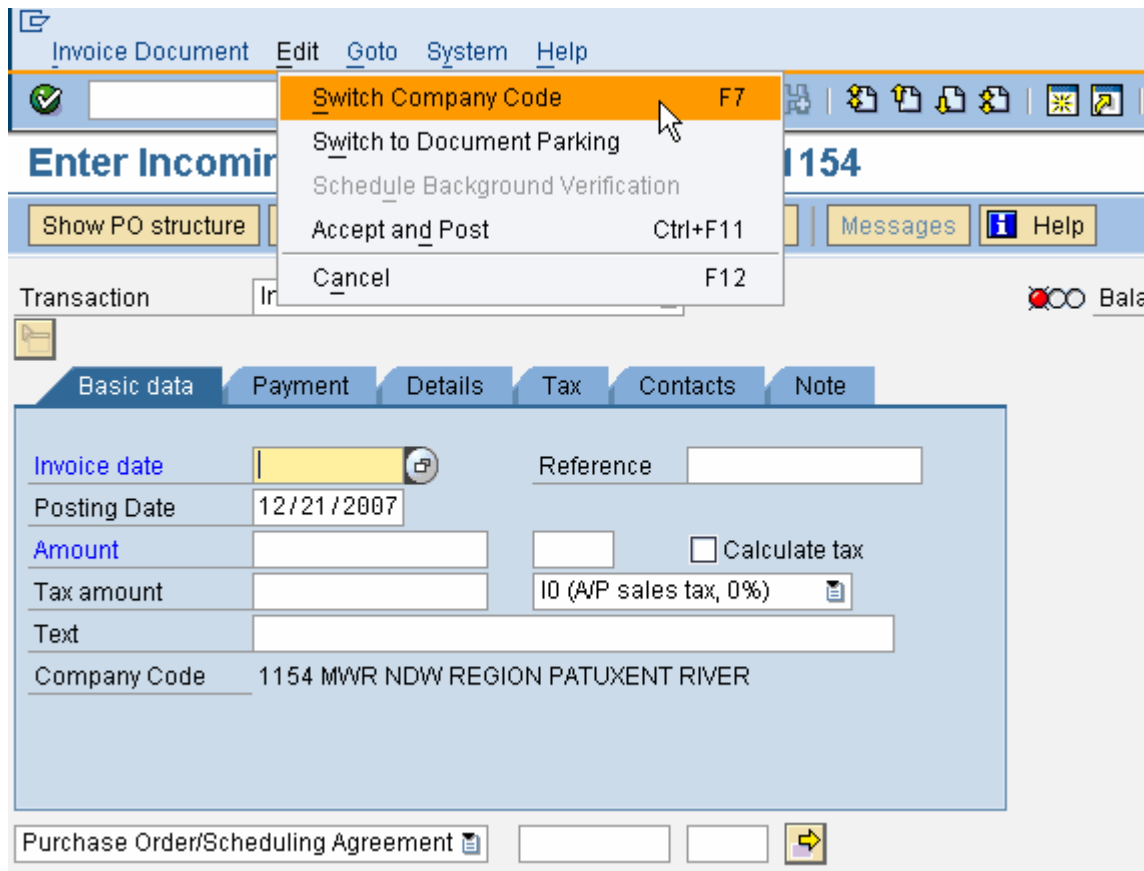 Invoice Document Edit Goto System Help
Switch Company Code F7
Switch to Document Parking
Enter Incomin 1154
Schedule Background Verification
Show PO structure Accept and Post Ctrl+F11 Messages Help
Cancel F12
Transaction In Bala
Basic data Payment Details Tax Contacts Note
Invoice date Reference
Posting Date 12/21/2007
Amount Calculate tax
Tax amount I0 (A/P sales tax, 0%)
Text
Company Code 1154 MWR NDW REGION PATUXENT RIVER
Purchase Order/Scheduling Agreement